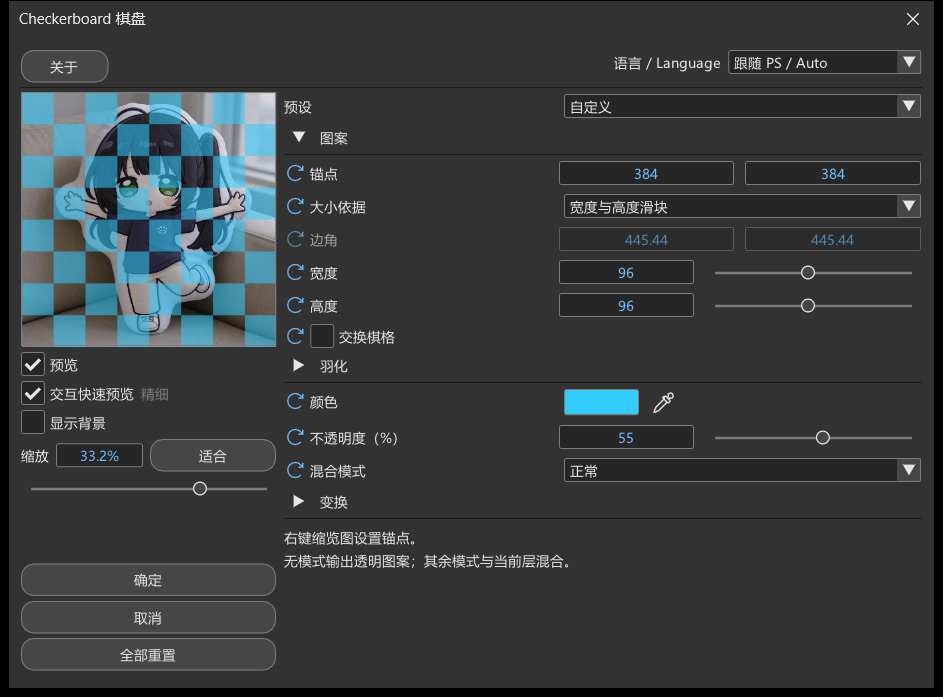 Checkerboard 棋盘
关于
语言 / Language
跟随 PS / Auto
预设
自定义
图案
锚点
384
384
大小依据
宽度与高度滑块
边角
445.44
445.44
宽度
96
高度
96
交换棋格
羽化
颜色
不透明度（%）
55
混合模式
正常
变换
右键缩览图设置锚点。
无模式输出透明图案；其余模式与当前层混合。
预览
交互快速预览 精细
显示背景
缩放
33.2%
适合
确定
取消
全部重置